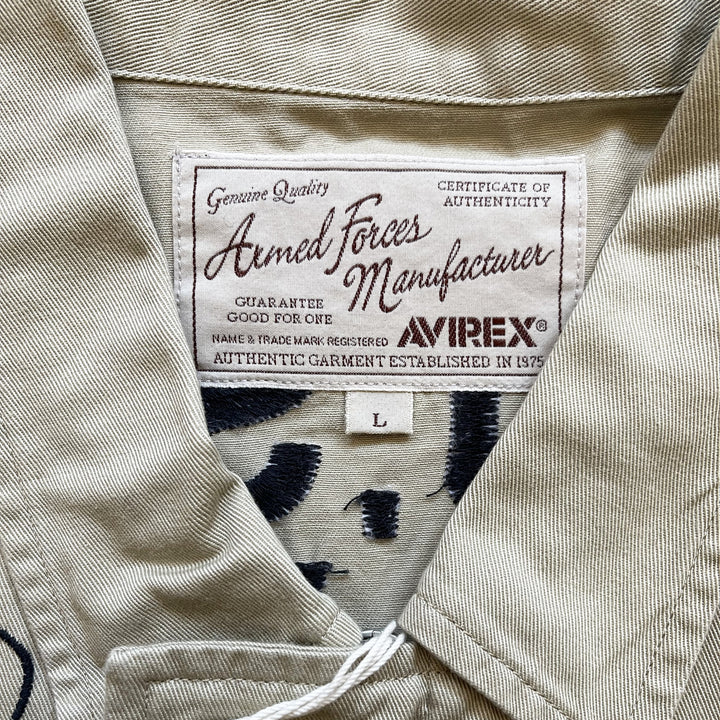 Genuine Quality
CERTIFICATE OF
AUTHENTICITY
Armed Forces
Manufacturer
GUARANTEE
GOOD FOR ONE
NAME & TRADE MARK REGISTERED AVIREX®
AUTHENTIC GARMENT ESTABLISHED IN 1975
L